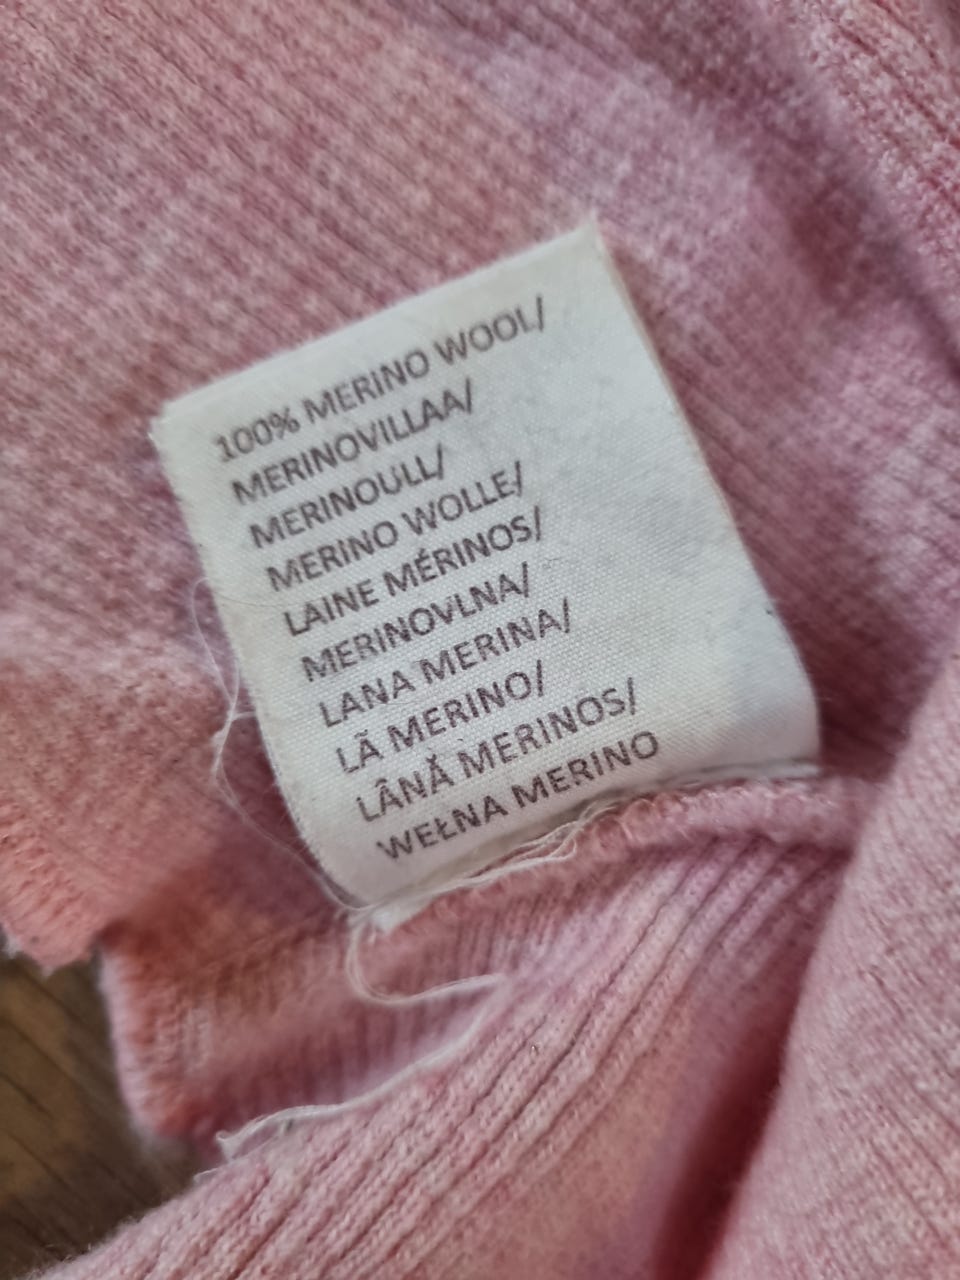 100% MERINO WOOL/
MERINOVILLAA/
MERINOULL/
MERINO WOLLE/
LAINE MÉRINOS/
MERINOVLNA/
LANA MERINA/
LÃ MERINO/
LÂNĂ MERINOS/
WEŁNA MERINO